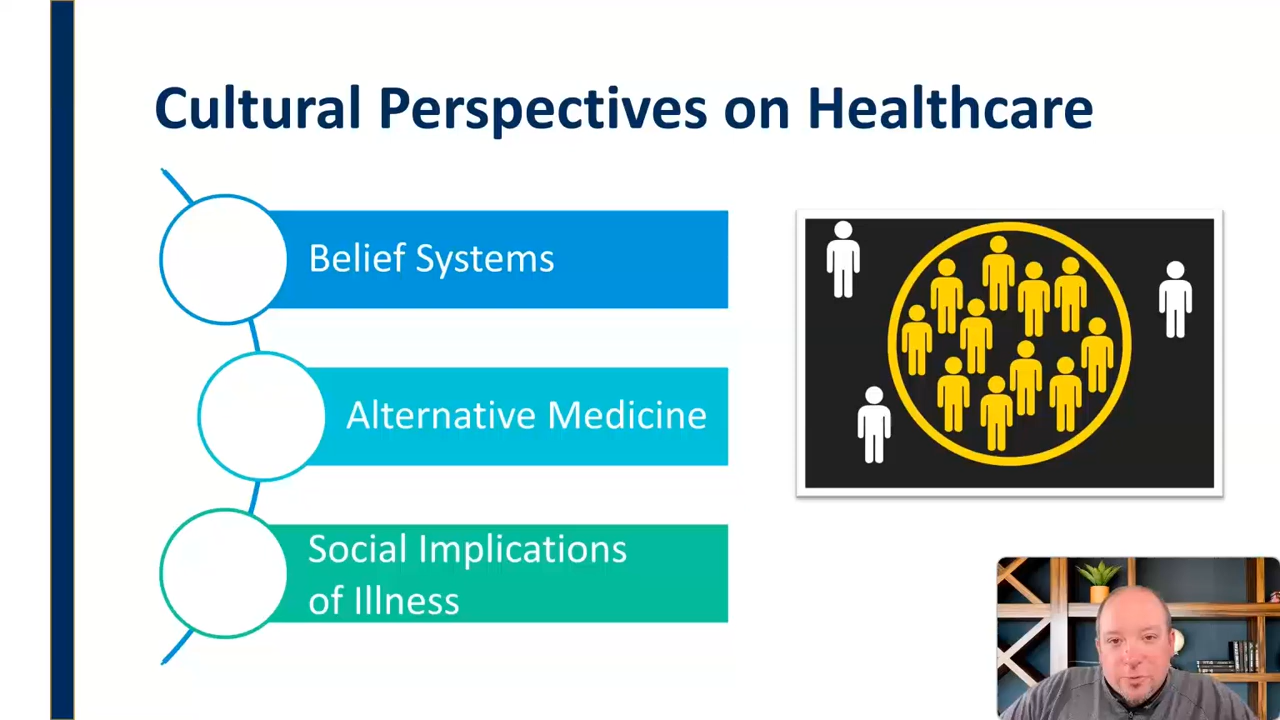 Cultural Perspectives on Healthcare
Belief Systems
Alternative Medicine
Social Implications
of Illness